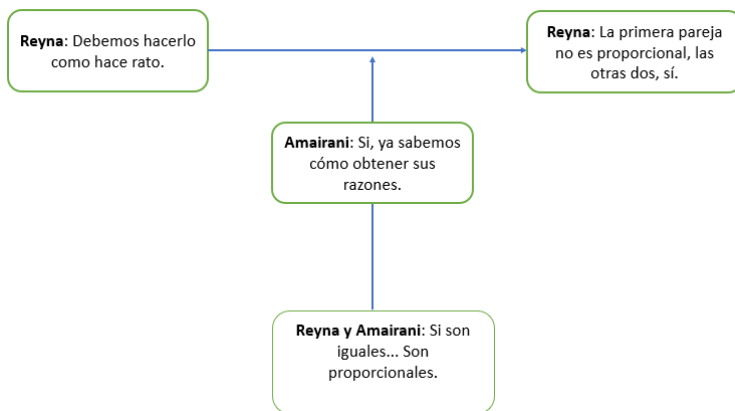 Reyna: Debemos hacerlo
como hace rato.
Reyna: La primera pareja
no es proporcional, las
otras dos, sí.
Amairani: Si, ya sabemos
cómo obtener sus
razones.
Reyna y Amairani: Si son
iguales... Son
proporcionales.